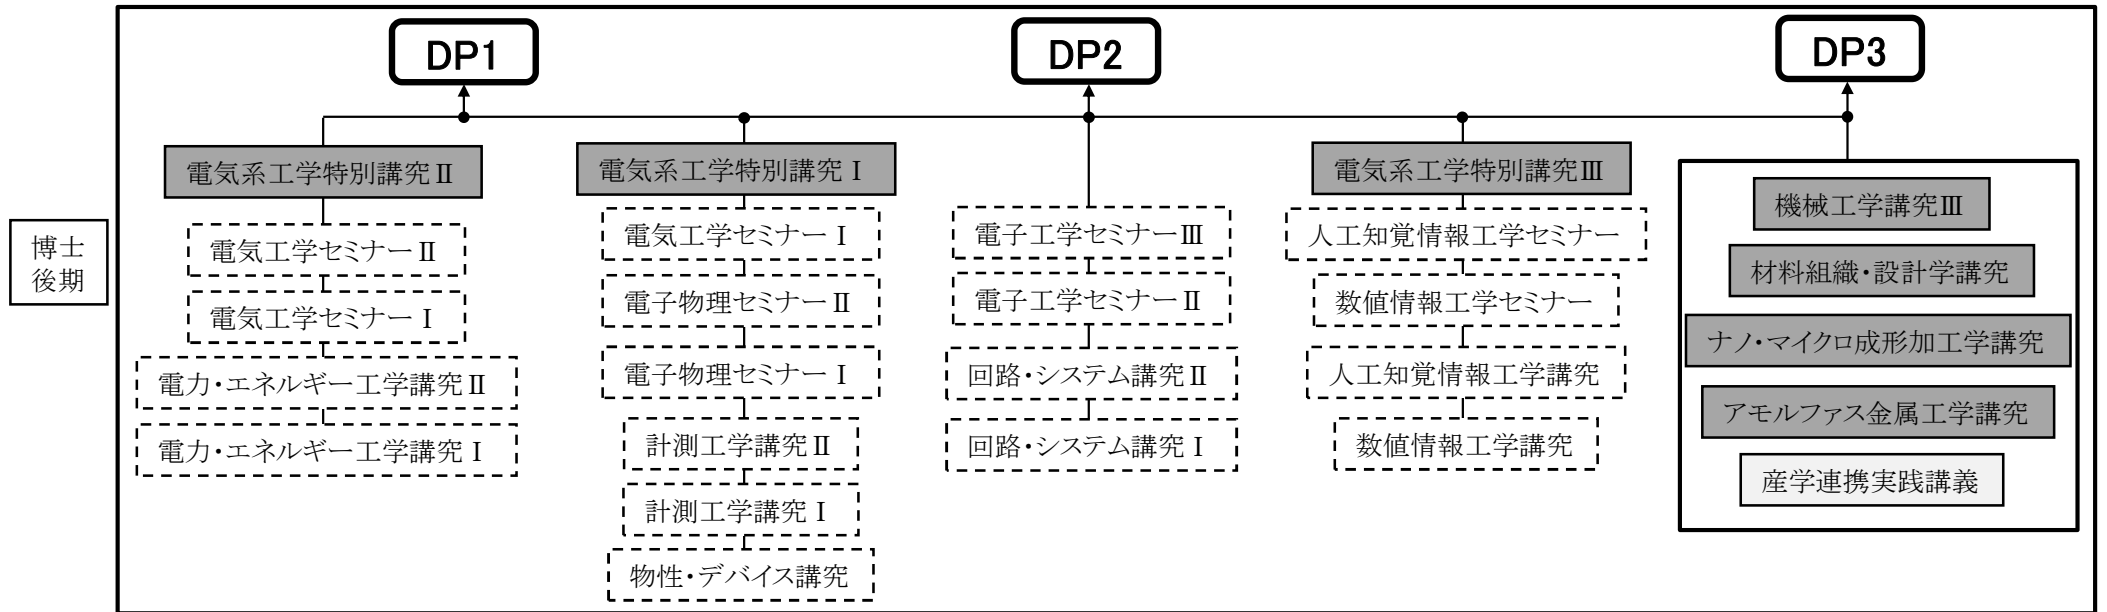 DP1
DP2
DP3
博士
後期
電気系工学特別講究Ⅱ
電気工学セミナーⅡ
電気工学セミナーⅠ
電力・エネルギー工学講究Ⅱ
電力・エネルギー工学講究Ⅰ
電気系工学特別講究Ⅰ
電気工学セミナーⅠ
電子物理セミナーⅡ
電子物理セミナーⅠ
計測工学講究Ⅱ
計測工学講究Ⅰ
物性・デバイス講究
電子工学セミナーⅢ
電子工学セミナーⅡ
回路・システム講究Ⅱ
回路・システム講究Ⅰ
電気系工学特別講究Ⅲ
人工知覚情報工学セミナー
数値情報工学セミナー
人工知覚情報工学講究
数値情報工学講究
機械工学講究Ⅲ
材料組織・設計学講究
ナノ・マイクロ成形加工学講究
アモルファス金属工学講究
産学連携実践講義